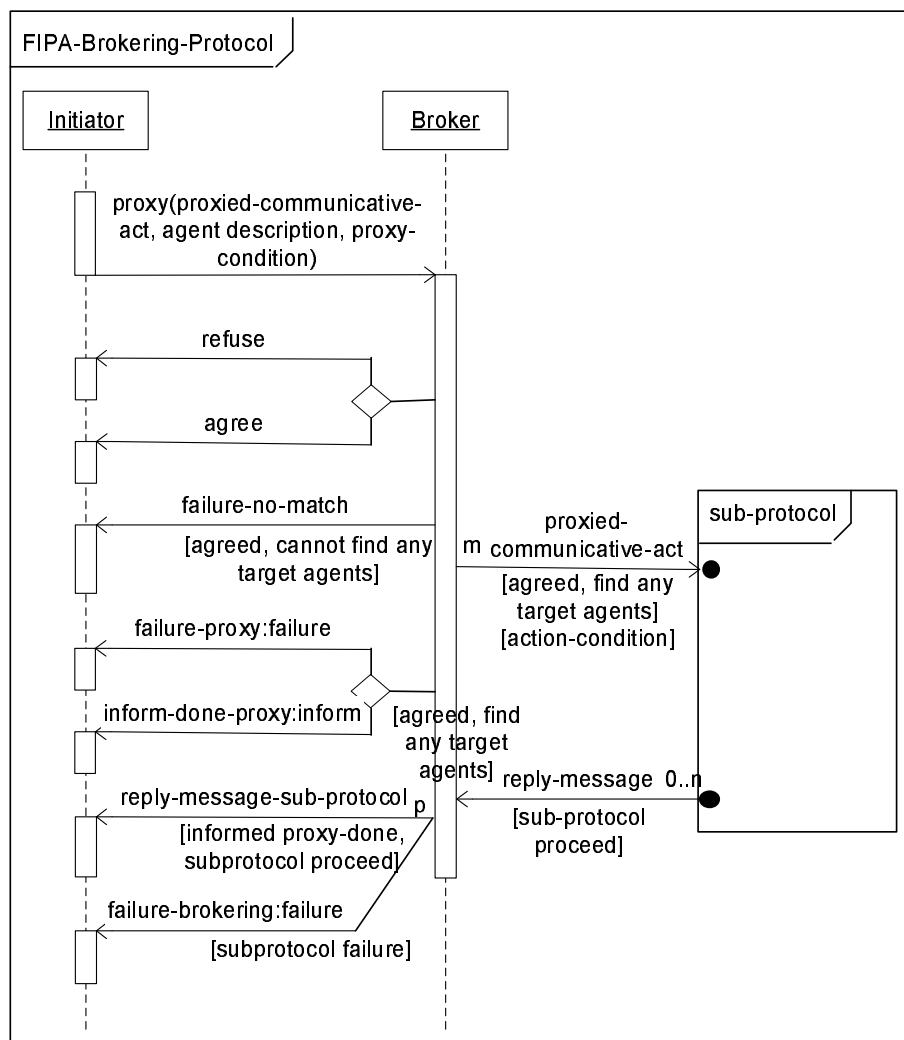 FIPA-Brokering-Protocol
Initiator
Broker
proxy(proxied-communicative-
act, agent description, proxy-
condition)
refuse
agree
failure-no-match
[agreed, cannot find any
target agents]
m
proxied-
communicative-act
[agreed, find any
target agents]
[action-condition]
sub-protocol
failure-proxy:failure
inform-done-proxy:inform
[agreed, find
any target
agents]
reply-message 0..n
[sub-protocol
proceed]
reply-message-sub-protocol
p
[informed proxy-done,
subprotocol proceed]
failure-brokering:failure
[subprotocol failure]